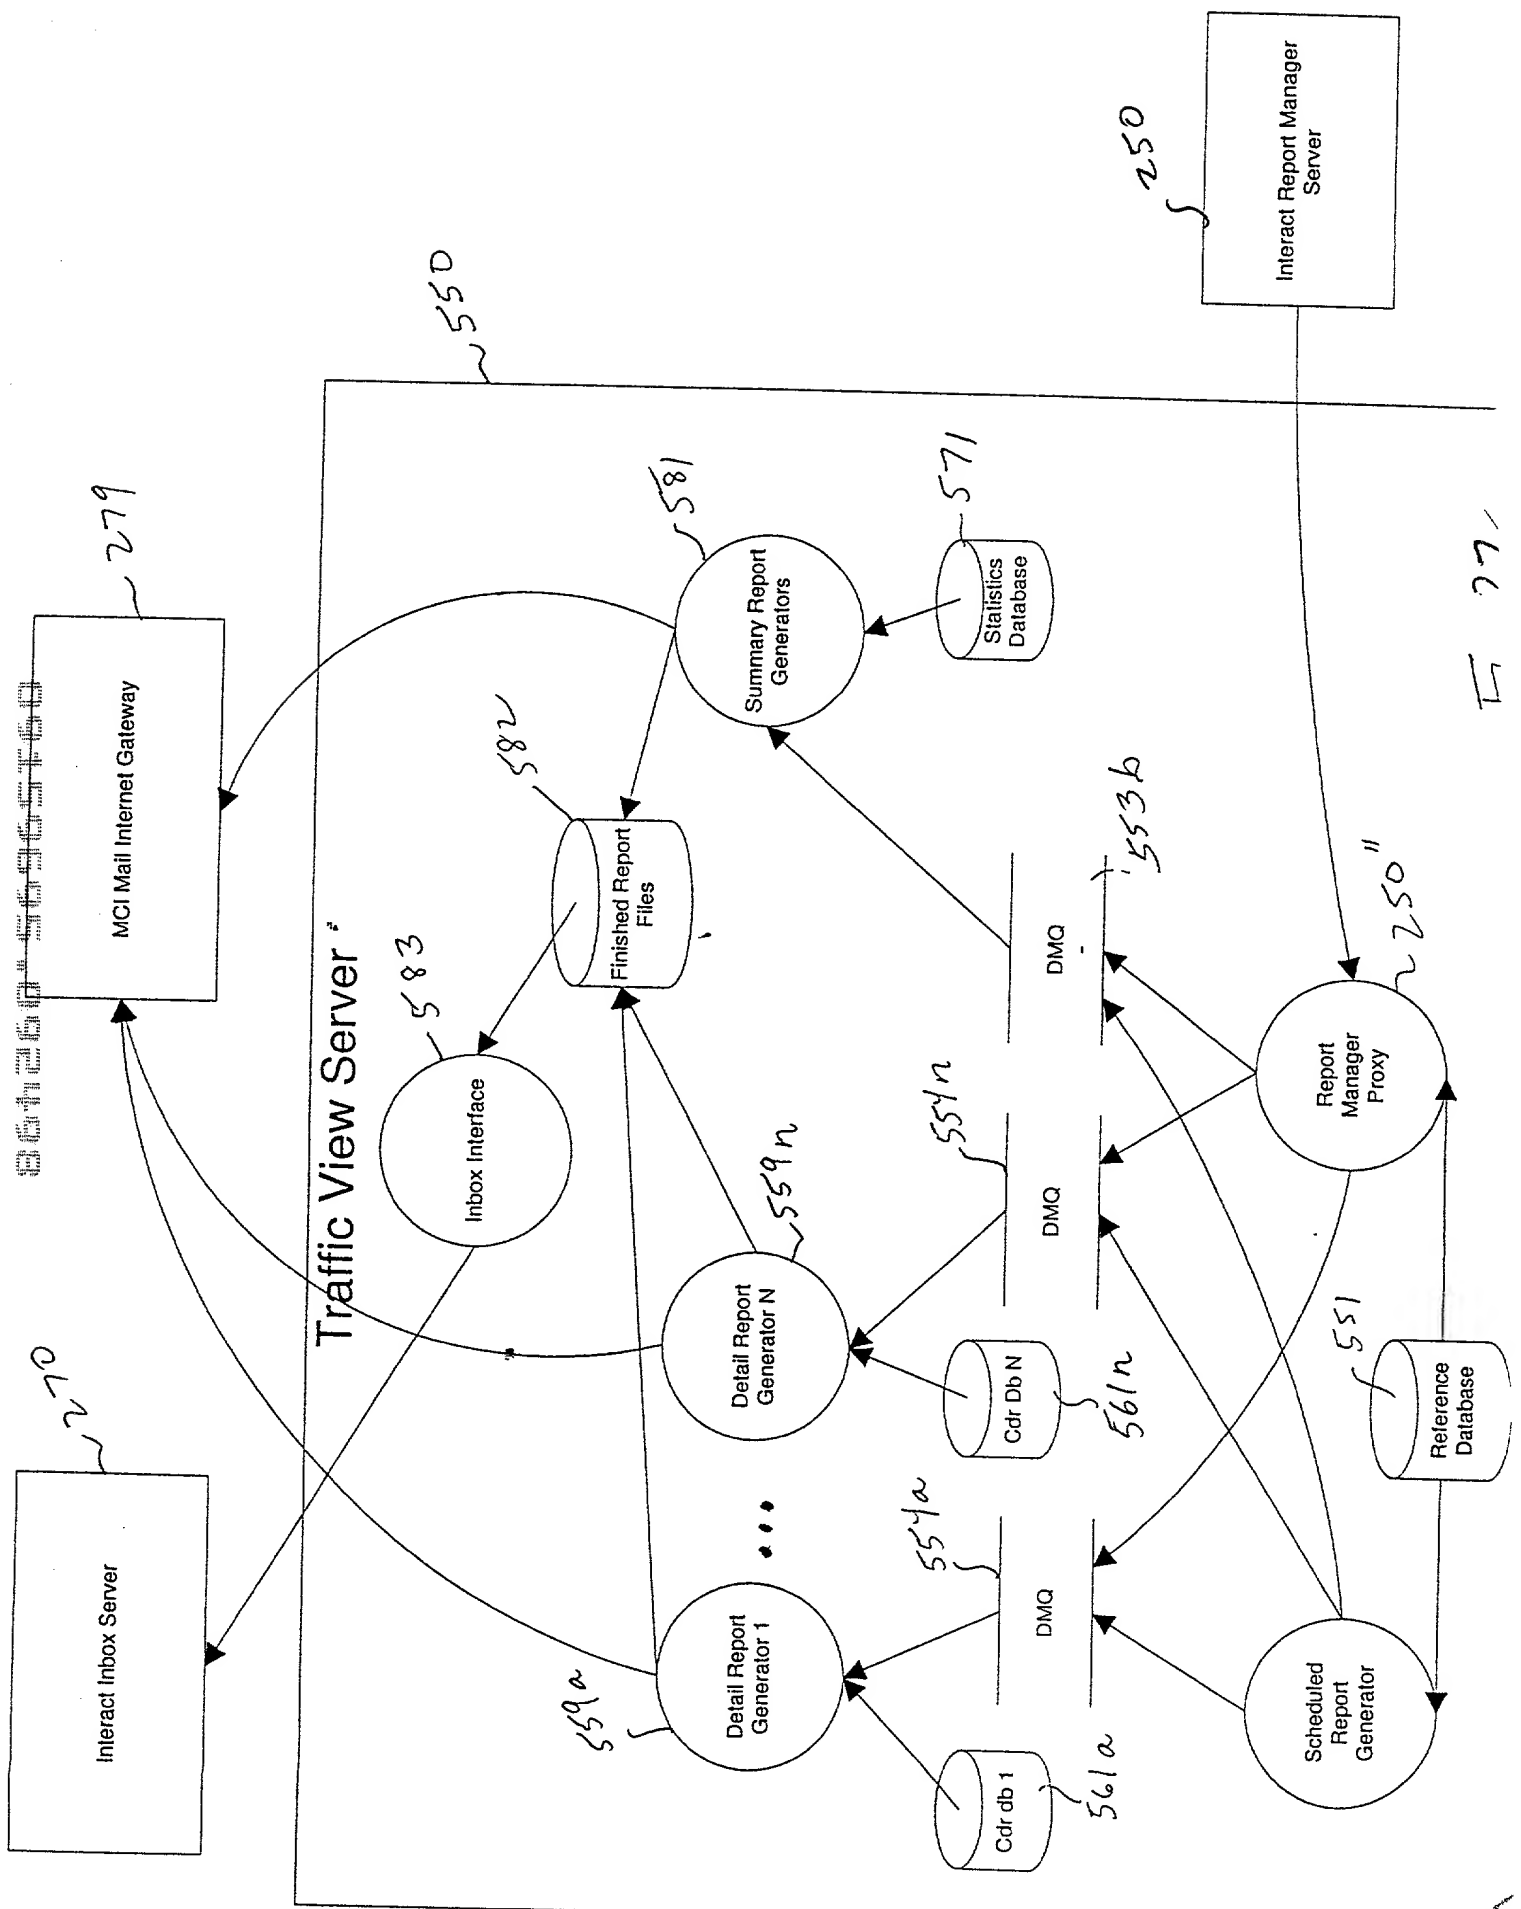 Interact Inbox Server
270
MCI Mail Internet Gateway
279
Traffic View Server
550
Inbox Interface
583
Finished Report
Files
582
Detail Report
Generator 1
559a
Detail Report
Generator N
559n
Summary Report
Generators
581
Cdr db 1
561a
Cdr Db N
561n
Statistics
Database
571
DMQ
554a
DMQ
554n
DMQ
553b
Scheduled
Report
Generator
Reference
Database
551
Report
Manager
Proxy
250"
Interact Report Manager
Server
250